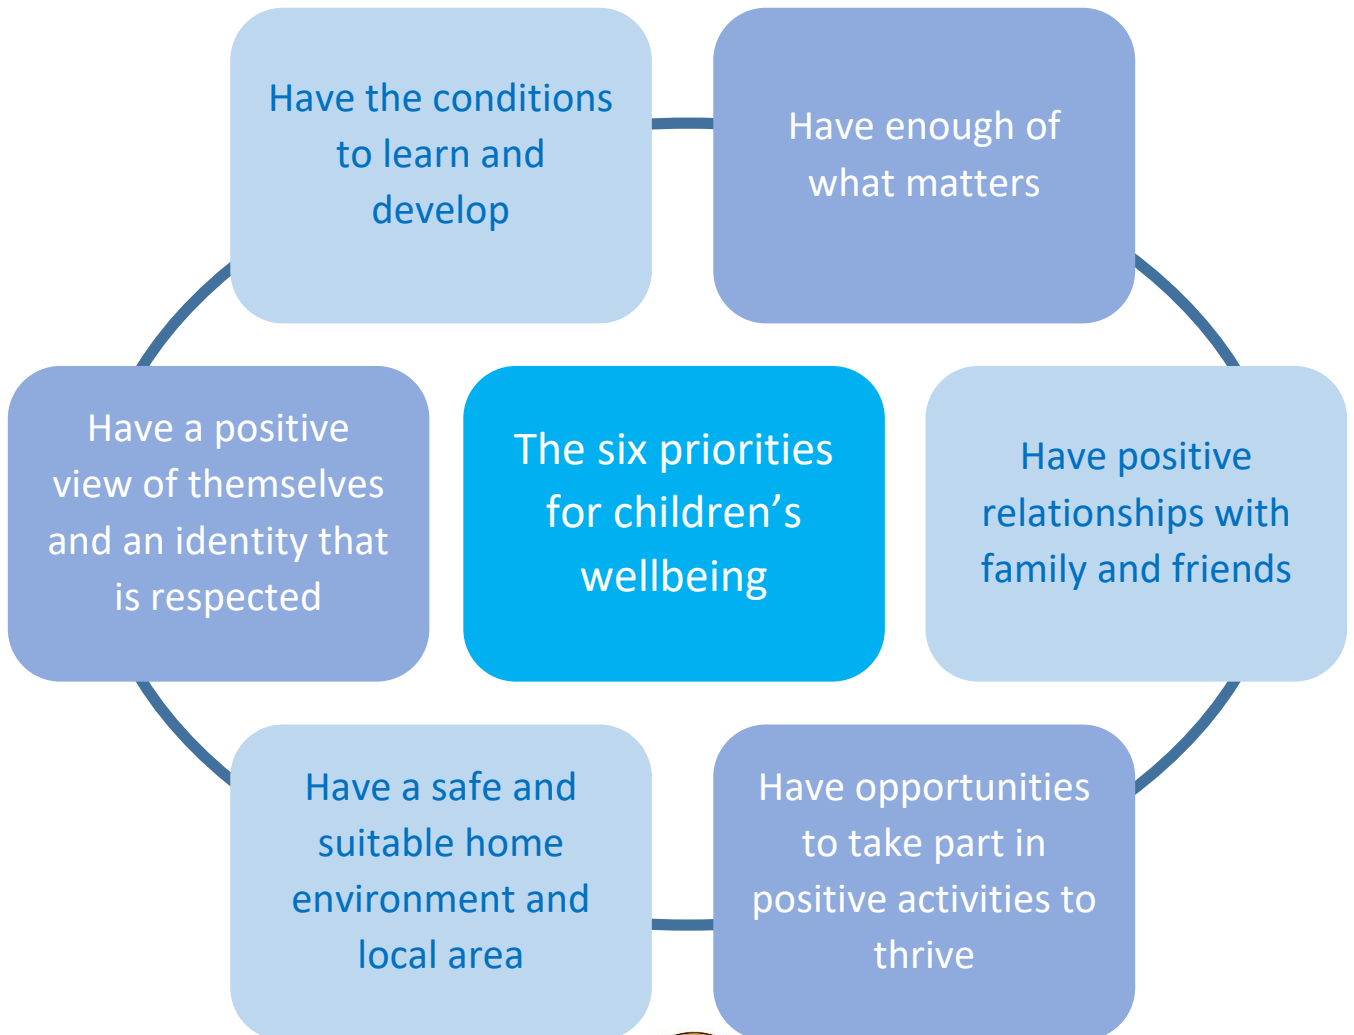 Have the conditions
to learn and
develop
Have enough of
what matters
Have a positive
view of themselves
and an identity that
is respected
The six priorities
for children’s
wellbeing
Have positive
relationships with
family and friends
Have a safe and
suitable home
environment and
local area
Have opportunities
to take part in
positive activities to
thrive